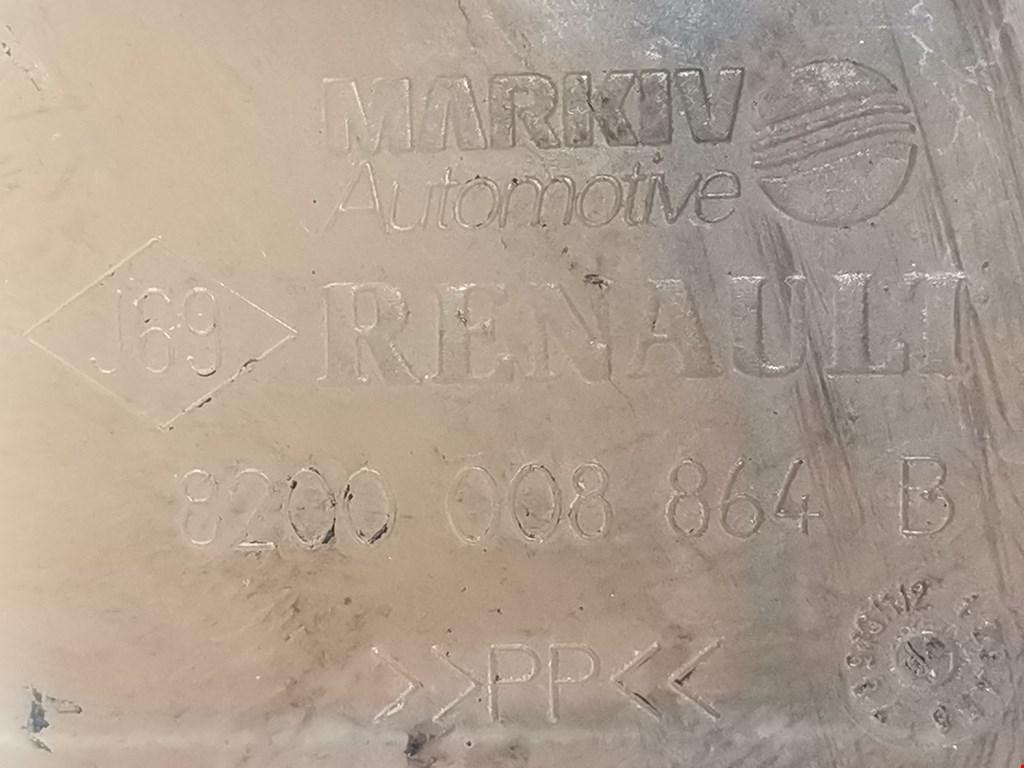 MARKIV
Automotive
J69 RENAULT
8200 008 864 B
>>PP<<